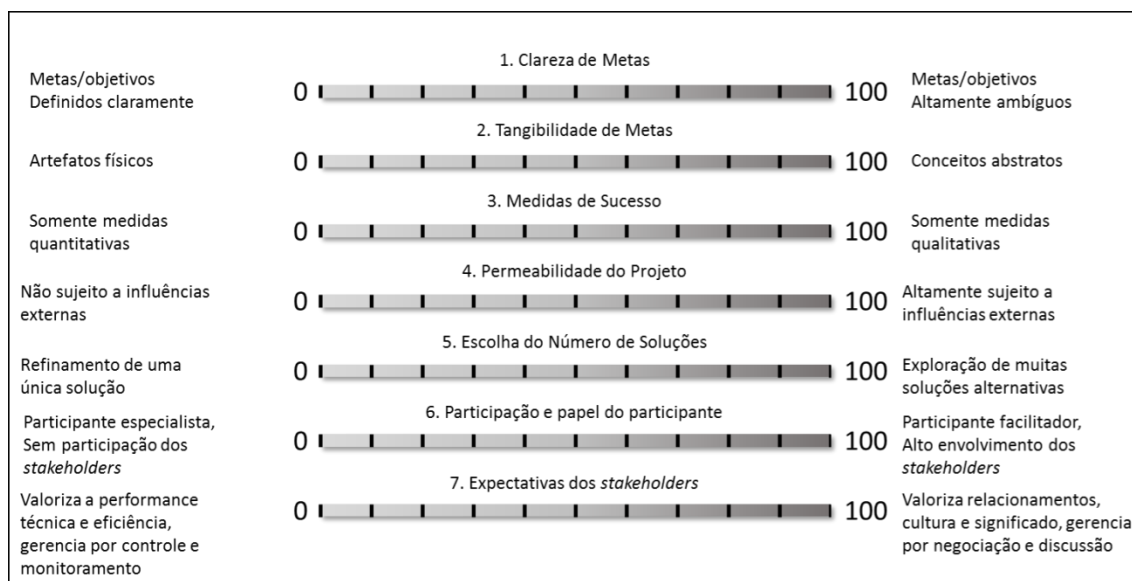 1. Clareza de Metas
Metas/objetivos
Definidos claramente
0
100
Metas/objetivos
Altamente ambíguos
2. Tangibilidade de Metas
Artefatos físicos
0
100
Conceitos abstratos
3. Medidas de Sucesso
Somente medidas
quantitativas
0
100
Somente medidas
qualitativas
4. Permeabilidade do Projeto
Não sujeito a influências
externas
0
100
Altamente sujeito a
influências externas
5. Escolha do Número de Soluções
Refinamento de uma
única solução
0
100
Exploração de muitas
soluções alternativas
6. Participação e papel do participante
Participante especialista,
Sem participação dos
stakeholders
0
100
Participante facilitador,
Alto envolvimento dos
stakeholders
7. Expectativas dos stakeholders
Valoriza a performance
técnica e eficiência,
gerencia por controle e
monitoramento
0
100
Valoriza relacionamentos,
cultura e significado, gerencia
por negociação e discussão